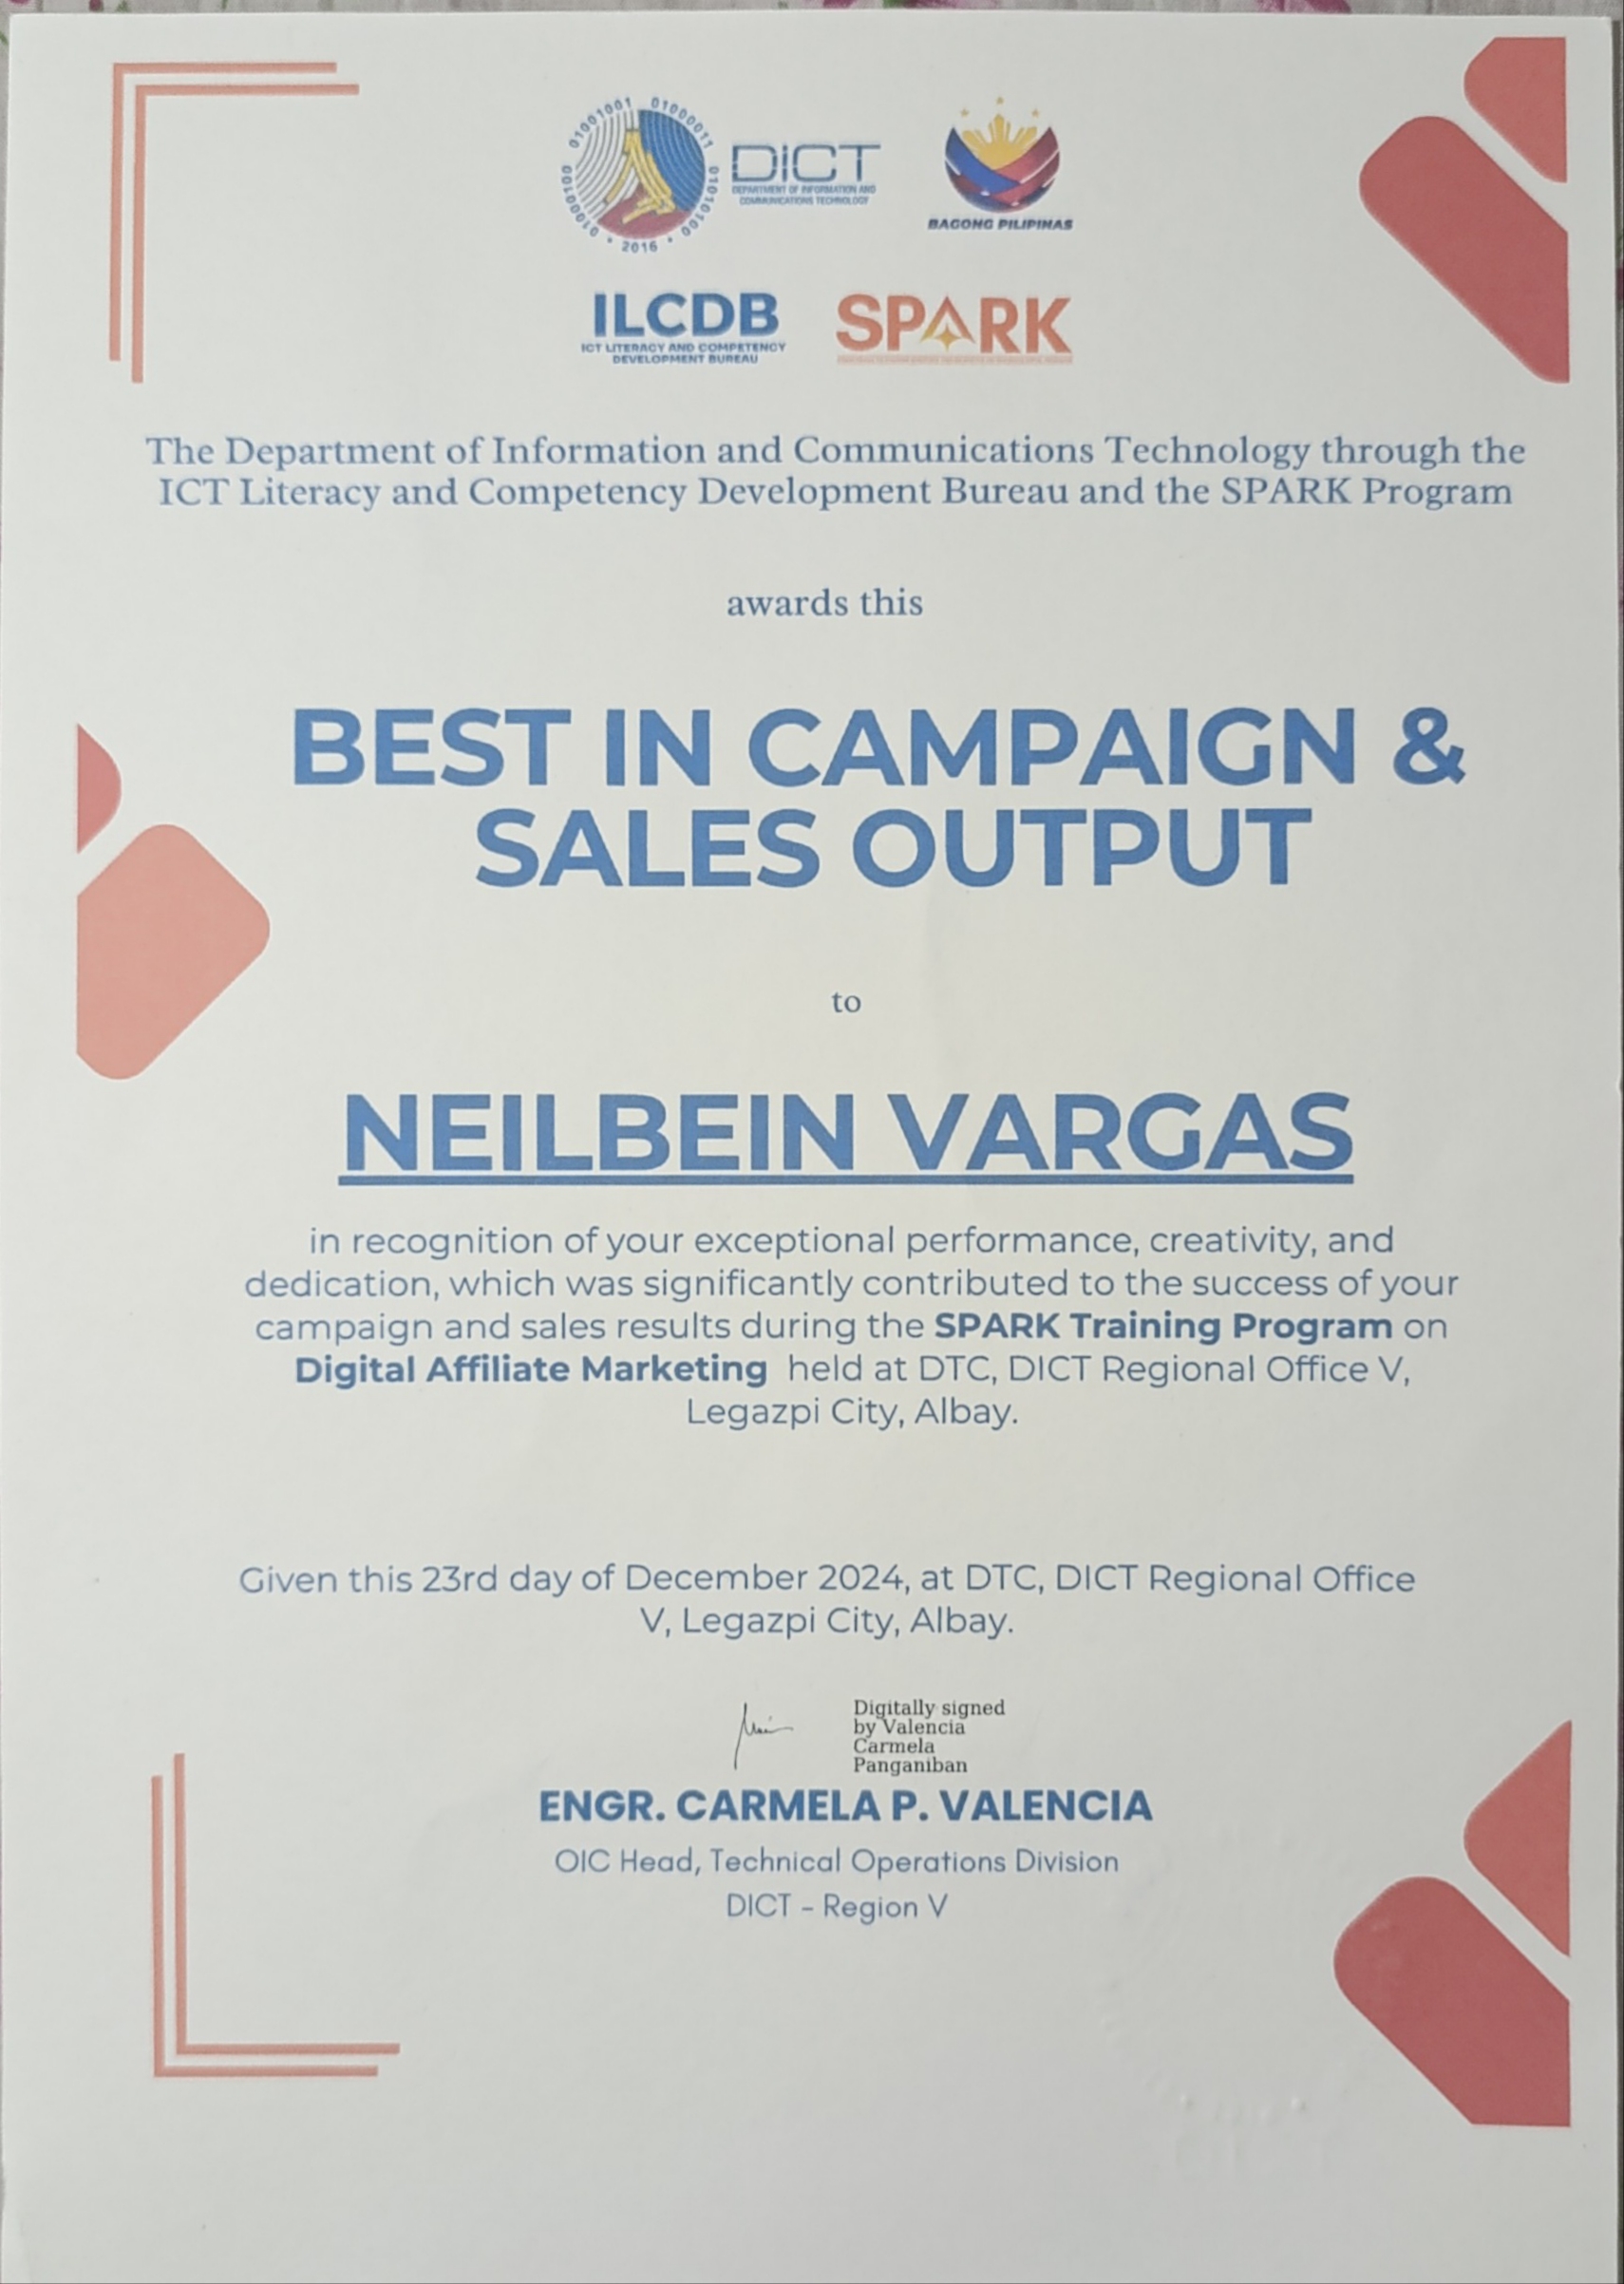 01001001 01000011
01000100 01010100
• 2016 •
DICT
DEPARTMENT OF INFORMATION AND
COMMUNICATIONS TECHNOLOGY
BAGONG PILIPINAS
ILCDB
ICT LITERACY AND COMPETENCY
DEVELOPMENT BUREAU
SPARK
The Department of Information and Communications Technology through the
ICT Literacy and Competency Development Bureau and the SPARK Program
awards this
BEST IN CAMPAIGN &
SALES OUTPUT
to
NEILBEIN VARGAS
in recognition of your exceptional performance, creativity, and
dedication, which was significantly contributed to the success of your
campaign and sales results during the SPARK Training Program on
Digital Affiliate Marketing held at DTC, DICT Regional Office V,
Legazpi City, Albay.
Given this 23rd day of December 2024, at DTC, DICT Regional Office
V, Legazpi City, Albay.
Digitally signed
by Valencia
Carmela
Panganiban
ENGR. CARMELA P. VALENCIA
OIC Head, Technical Operations Division
DICT - Region V